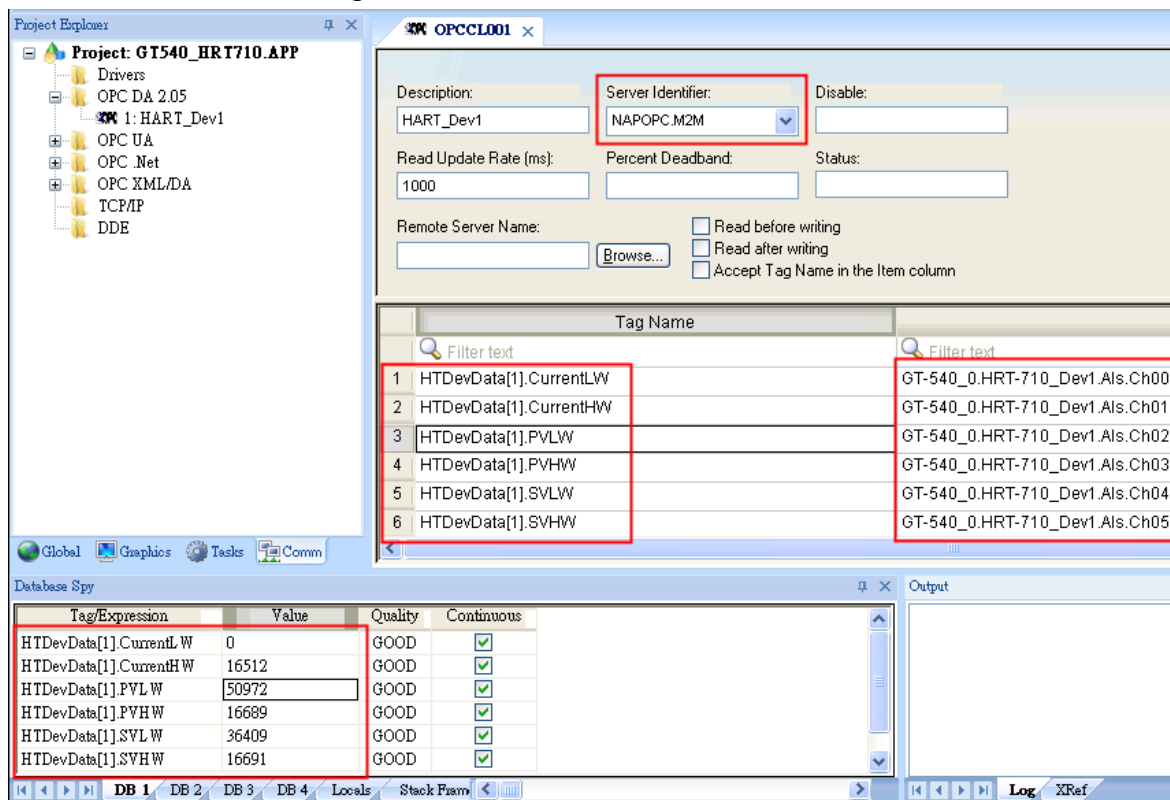 Project Explorer
OPCCL001
Project: GT540_HRT710.APP
Drivers
OPC DA 2.05
1: HART_Dev1
OPC UA
OPC .Net
OPC XML/DA
TCP/IP
DDE
Global Graphics Tasks Comm
Description: Server Identifier: Disable:
HART_Dev1 NAPOPC.M2M
Read Update Rate (ms): Percent Deadband: Status:
1000
Remote Server Name: Read before writing
Browse... Read after writing
Accept Tag Name in the Item column
Tag Name
Filter text Filter text
1 HTDevData[1].CurrentLW GT-540_0.HRT-710_Dev1.AIs.Ch00
2 HTDevData[1].CurrentHW GT-540_0.HRT-710_Dev1.AIs.Ch01
3 HTDevData[1].PVLW GT-540_0.HRT-710_Dev1.AIs.Ch02
4 HTDevData[1].PVHW GT-540_0.HRT-710_Dev1.AIs.Ch03
5 HTDevData[1].SVLW GT-540_0.HRT-710_Dev1.AIs.Ch04
6 HTDevData[1].SVHW GT-540_0.HRT-710_Dev1.AIs.Ch05
Database Spy
Tag/Expression Value Quality Continuous
HTDevData[1].CurrentLW 0 GOOD
HTDevData[1].CurrentHW 16512 GOOD
HTDevData[1].PVLW 50972 GOOD
HTDevData[1].PVHW 16689 GOOD
HTDevData[1].SVLW 36409 GOOD
HTDevData[1].SVHW 16691 GOOD
DB 1 DB 2 DB 3 DB 4 Locals Stack Fram
Output
Log XRef